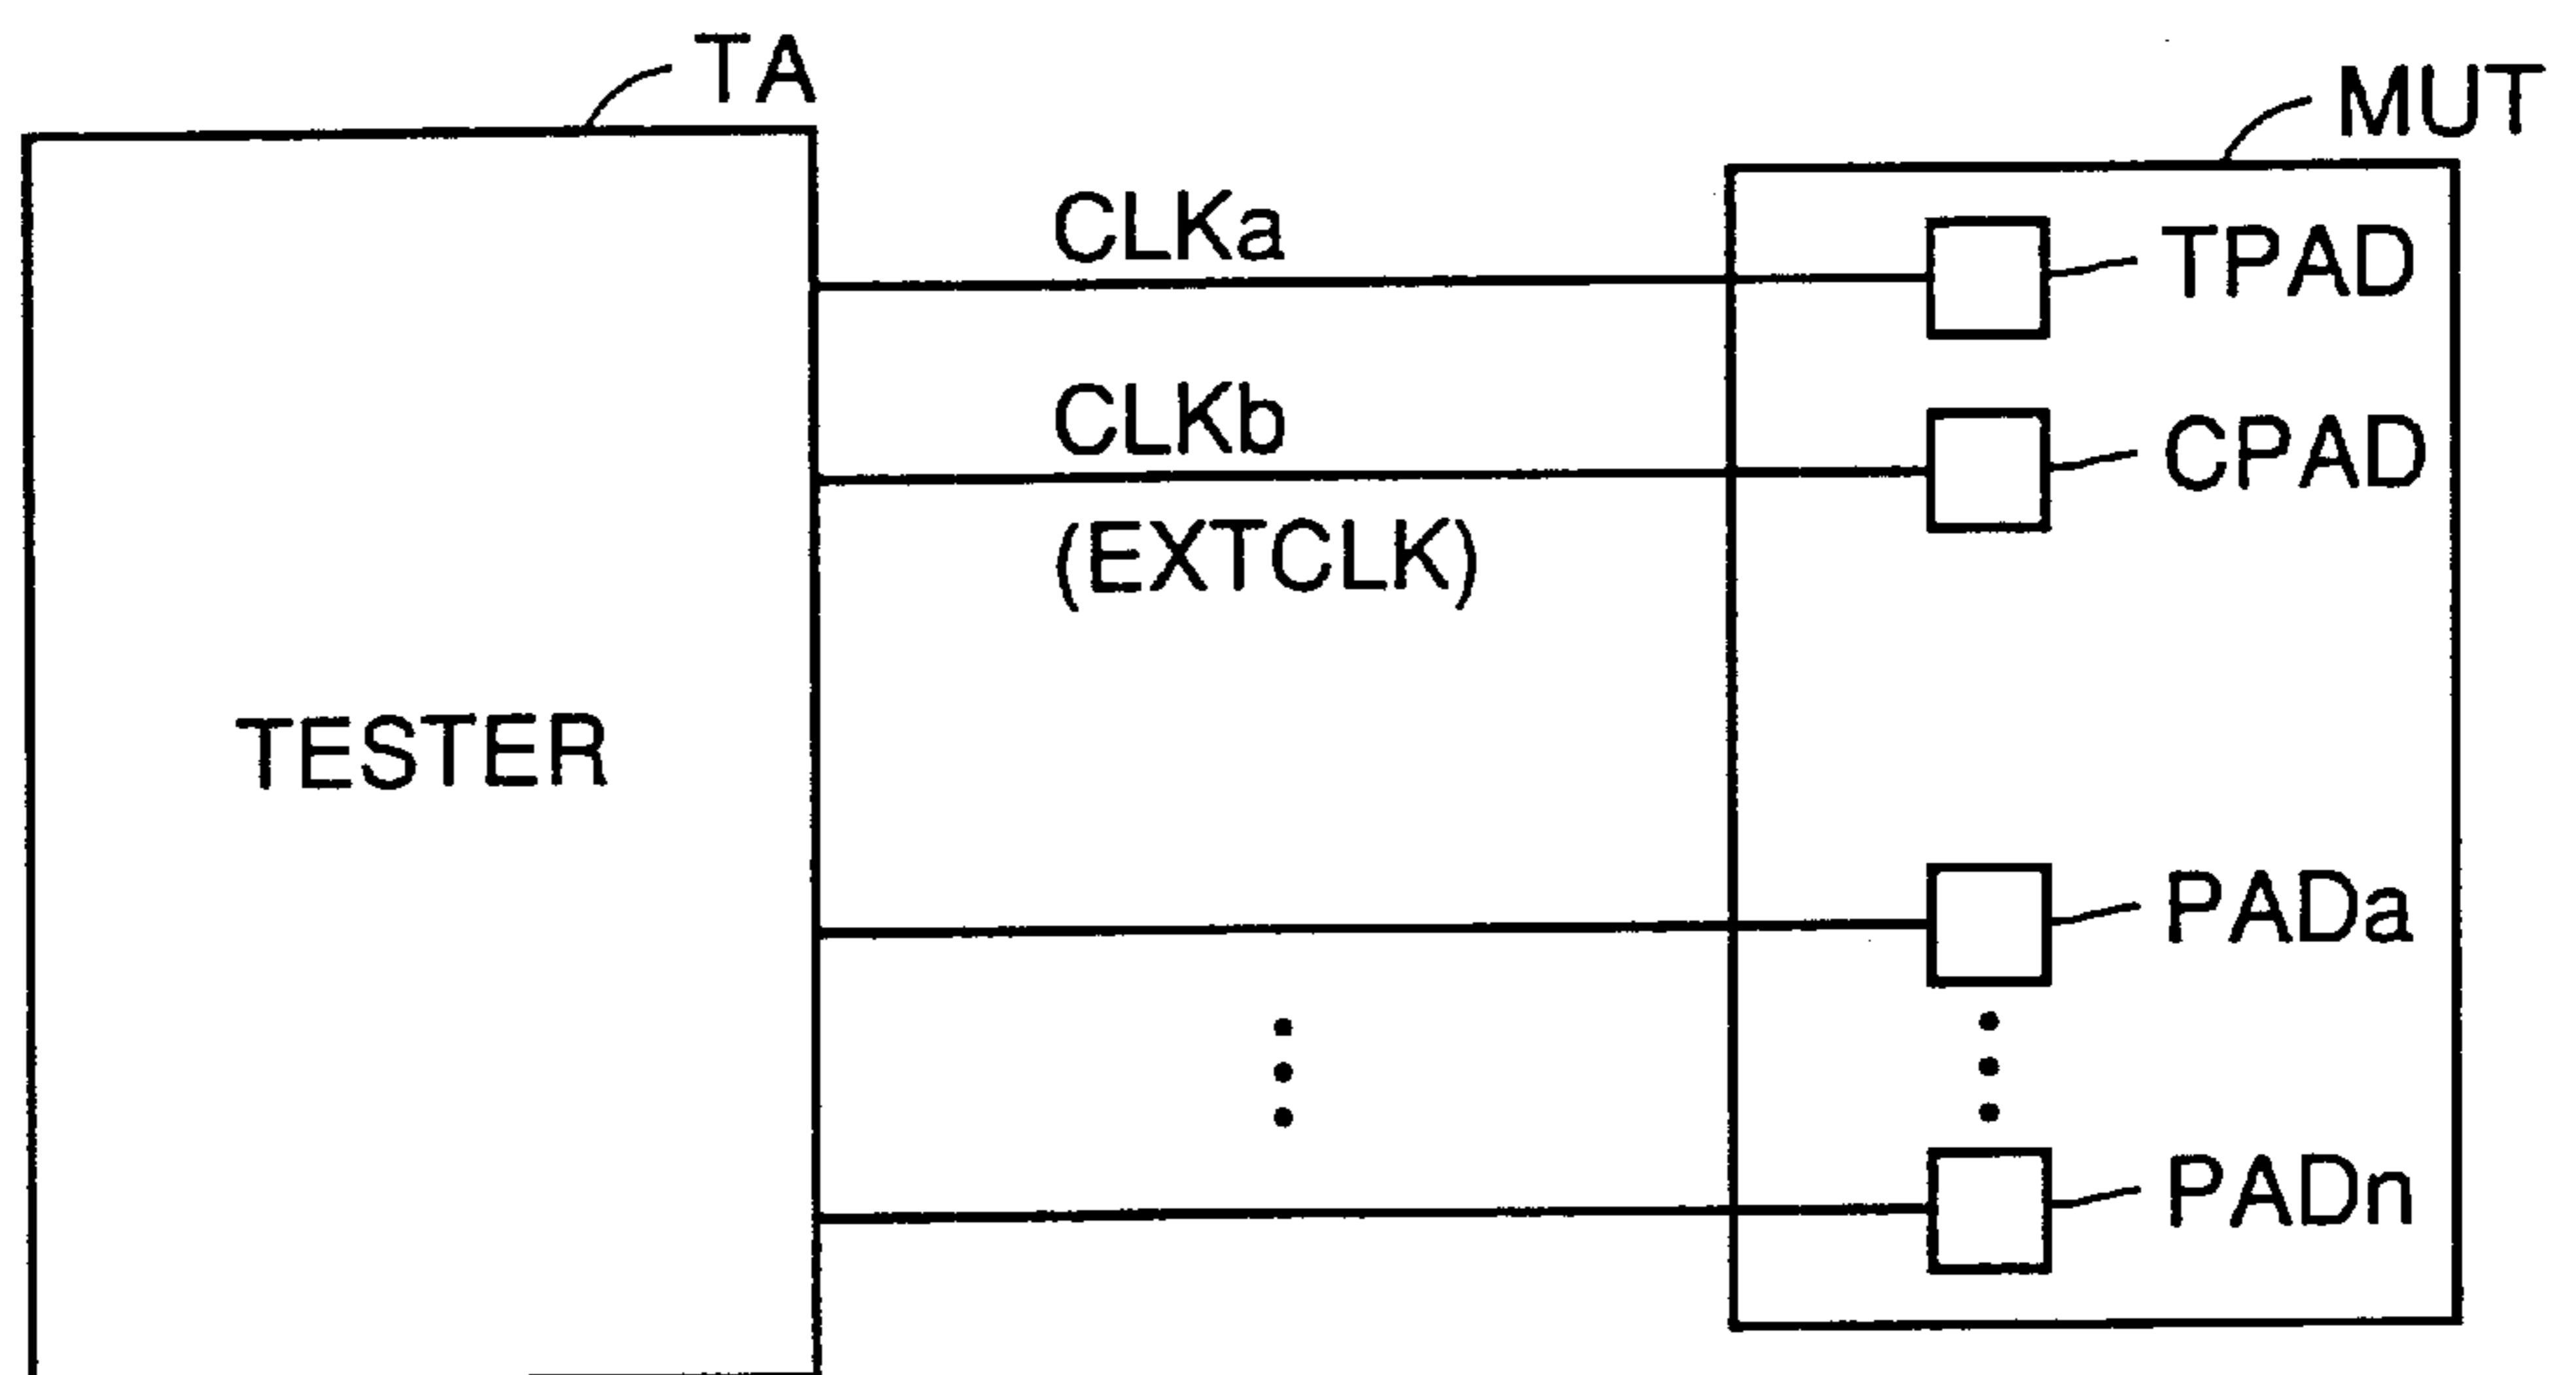 TA
MUT
CLKa
TPAD
CLKb
CPAD
(EXTCLK)
TESTER
PADa
PADn